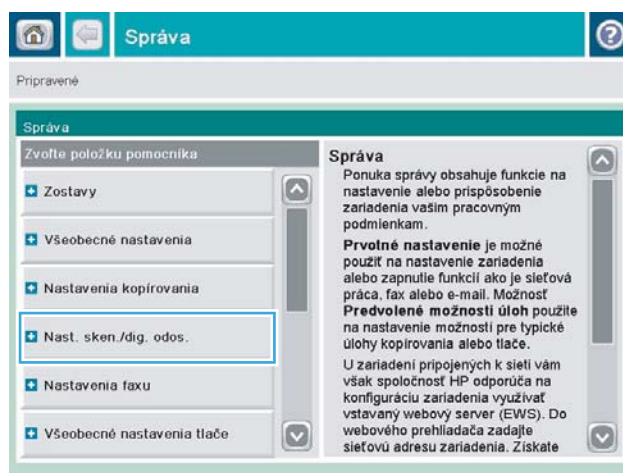 Správa
Pripravené
Správa
Zvoľte položku pomocníka
Zostavy
Všeobecné nastavenia
Nastavenia kopírovania
Nast. sken./dig. odos.
Nastavenia faxu
Všeobecné nastavenia tlače
Správa
Ponuka správy obsahuje funkcie na
nastavenie alebo prispôsobenie
zariadenia vašim pracovným
podmienkam.
Prvotné nastavenie je možné
použiť na nastavenie zariadenia
alebo zapnutie funkcií ako je sieťová
práca, fax alebo e-mail. Možnosť
Predvolené možnosti úloh použite
na nastavenie možností pre typické
úlohy kopírovania alebo tlače.
U zariadení pripojených k sieti vám
však spoločnosť HP odporúča na
konfiguráciu zariadenia využívať
vstavaný webový server (EWS). Do
webového prehliadača zadajte
sieťovú adresu zariadenia. Získate